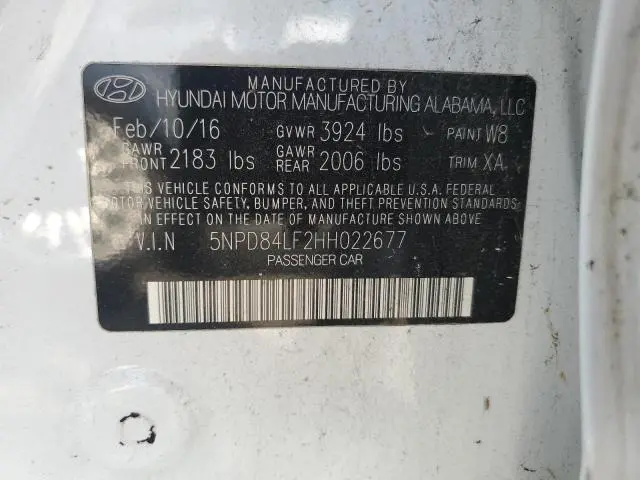 MANUFACTURED BY
HYUNDAI MOTOR MANUFACTURING ALABAMA, LLC
Feb/10/16 GVWR 3924 lbs PAINT W8
GAWR FRONT 2183 lbs GAWR REAR 2006 lbs TRIM XA
THIS VEHICLE CONFORMS TO ALL APPLICABLE U.S.A. FEDERAL
MOTOR VEHICLE SAFETY, BUMPER, AND THEFT PREVENTION STANDARDS
IN EFFECT ON THE DATE OF MANUFACTURE SHOWN ABOVE.
V.I.N 5NPD84LF2HH022677
PASSENGER CAR